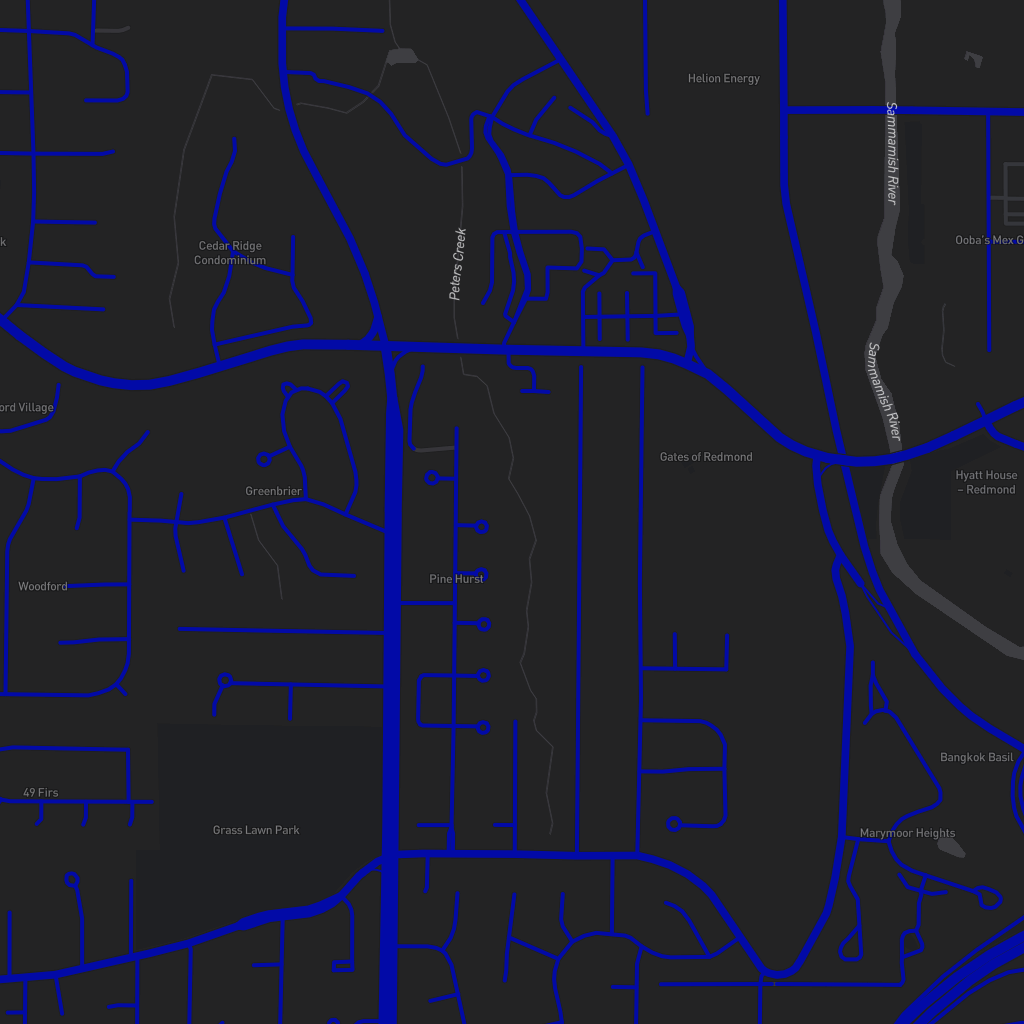 Helion Energy
Sammamish River
k
Cedar Ridge
Condominium
Peters Creek
Ooba's Mex G
Sammamish River
ord Village
Gates of Redmond
Greenbrier
Hyatt House
– Redmond
Pine Hurst
Woodford
Bangkok Basil
49 Firs
Grass Lawn Park
Marymoor Heights